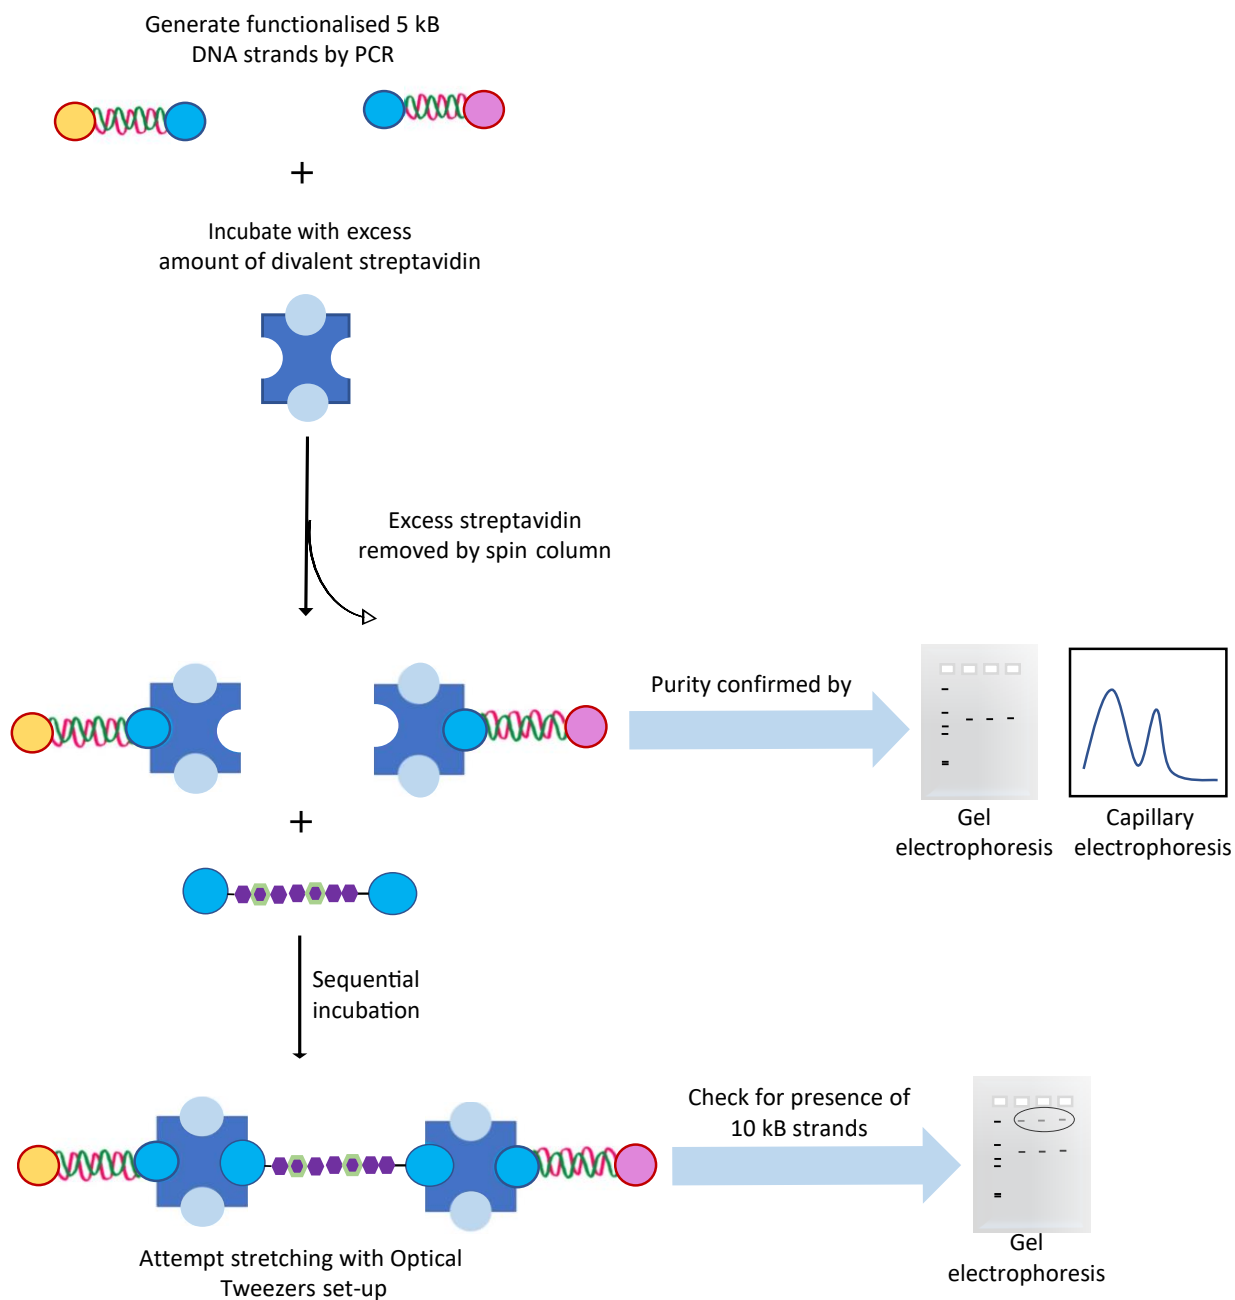 Generate functionalised 5 kB
DNA strands by PCR
+
Incubate with excess
amount of divalent streptavidin
Excess streptavidin
removed by spin column
Purity confirmed by
Gel
electrophoresis
Capillary
electrophoresis
+
Sequential
incubation
Check for presence of
10 kB strands
Gel
electrophoresis
Attempt stretching with Optical
Tweezers set-up